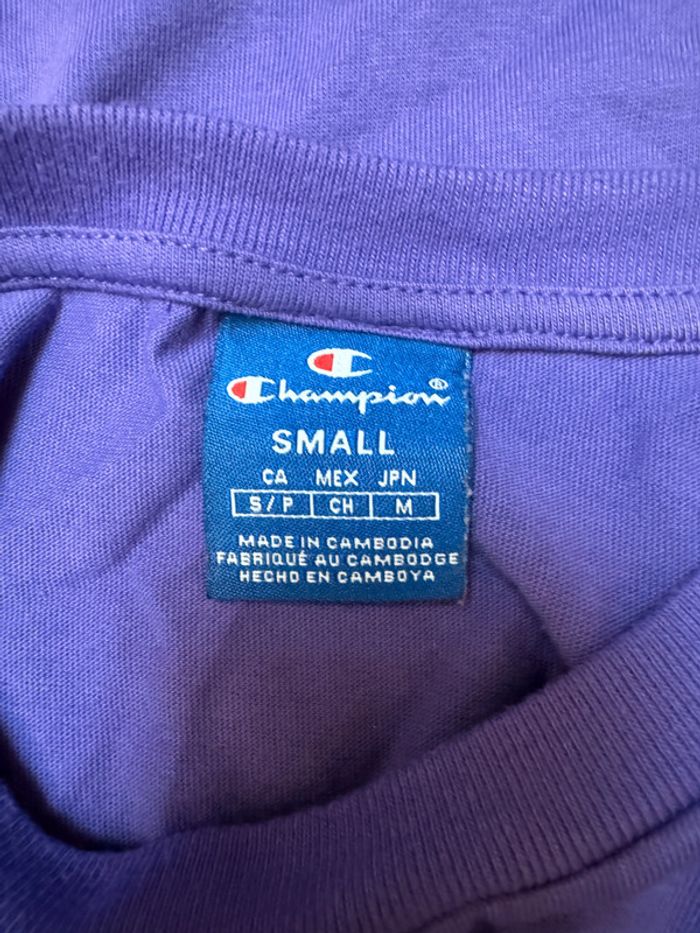 Champion®
SMALL
CA MEX JPN
S/P CH M
MADE IN CAMBODIA
FABRIQUÉ AU CAMBODGE
HECHO EN CAMBOYA